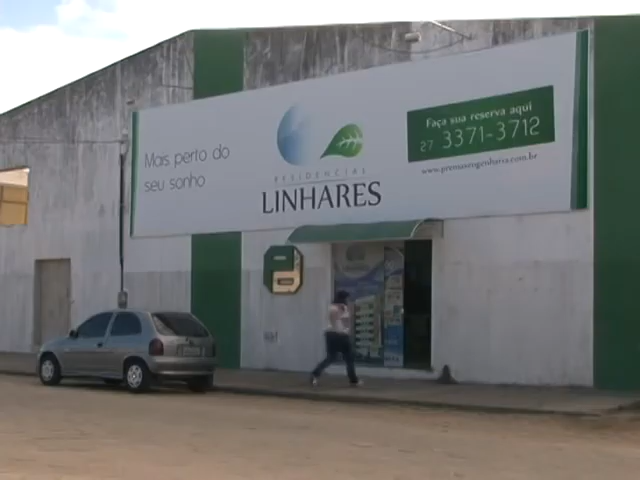 Mais perto do
seu sonho
RESIDENCIAL
LINHARES
Faça sua reserva aqui
27 3371-3712